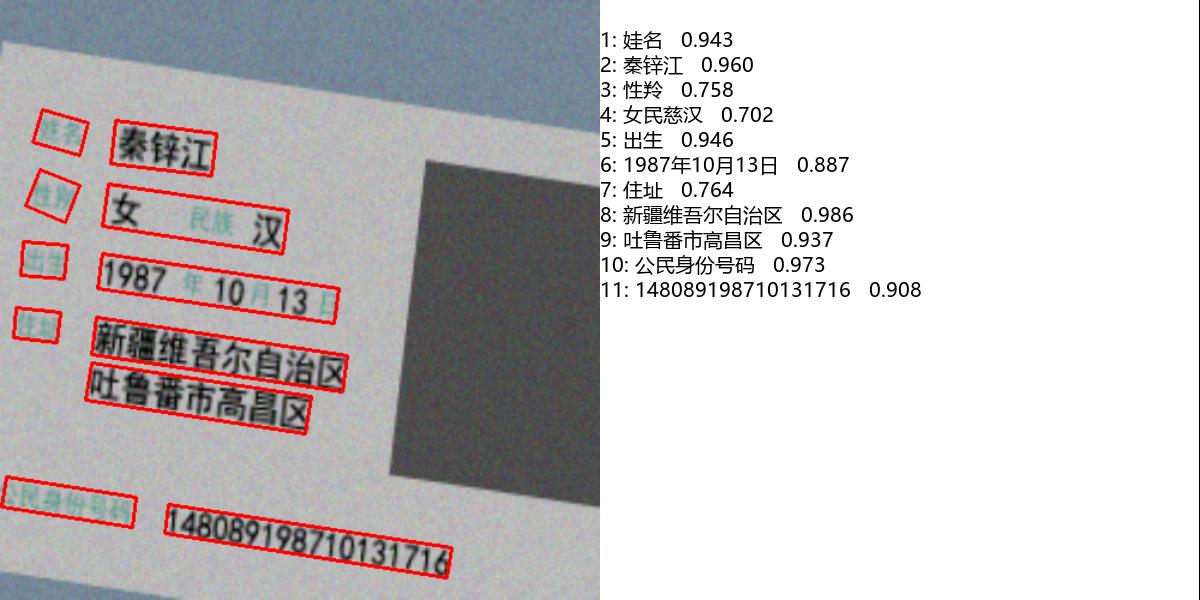 姓名 秦锌江
性别 女 民族 汉
出生 1987 年 10 月 13 日
住址 新疆维吾尔自治区
吐鲁番市高昌区
公民身份号码 148089198710131716
1: 娃名 0.943
2: 秦锌江 0.960
3: 性羚 0.758
4: 女民慈汉 0.702
5: 出生 0.946
6: 1987年10月13日 0.887
7: 住址 0.764
8: 新疆维吾尔自治区 0.986
9: 吐鲁番市高昌区 0.937
10: 公民身份号码 0.973
11: 148089198710131716 0.908